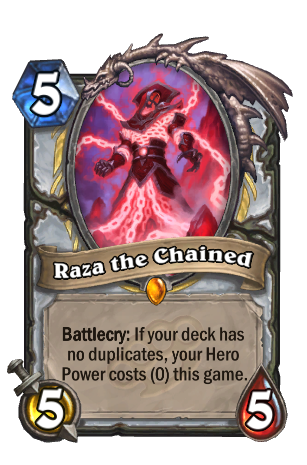 5
Raza the Chained
Battlecry: If your deck has
no duplicates, your Hero
Power costs (0) this game.
5
5